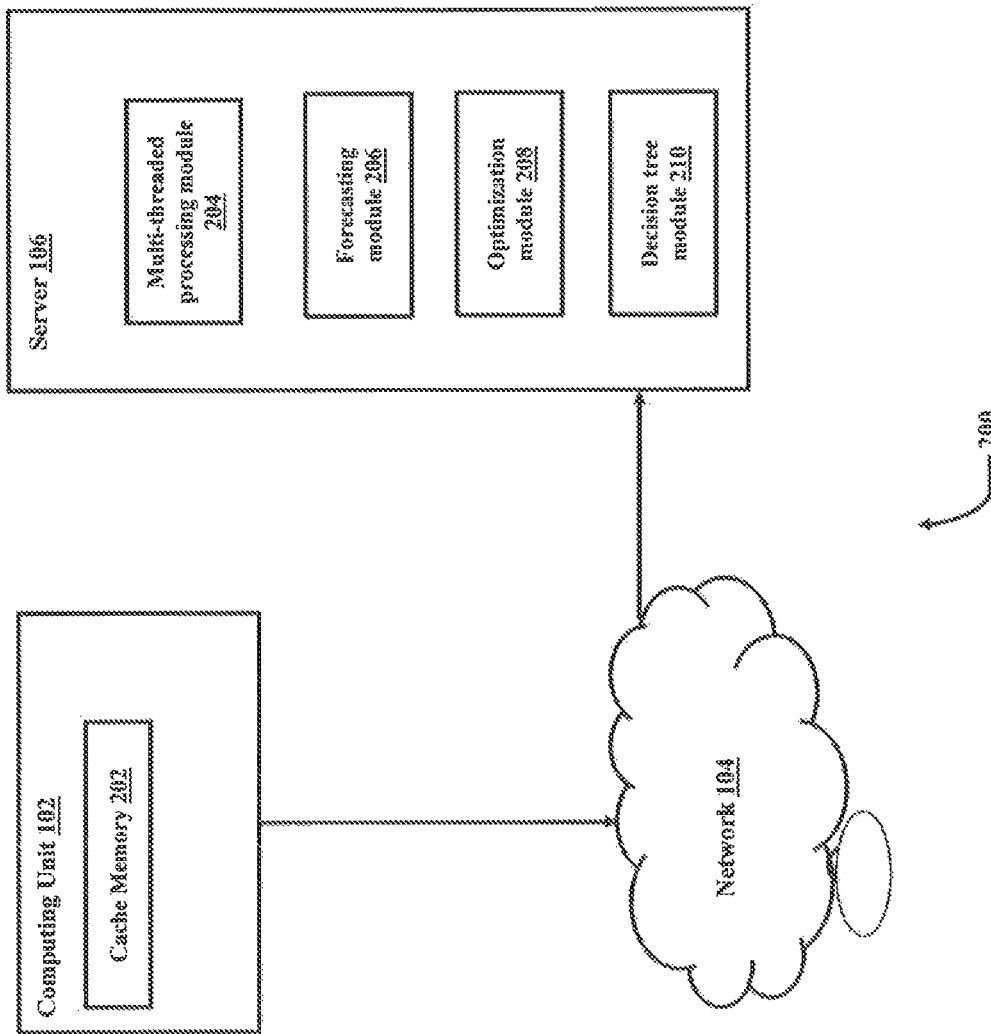 Computing Unit 102
Cache Memory 202
Network 104
Server 106
Multi-threaded
processing module
204
Forecasting
module 206
Optimization
module 208
Decision tree
module 210
200